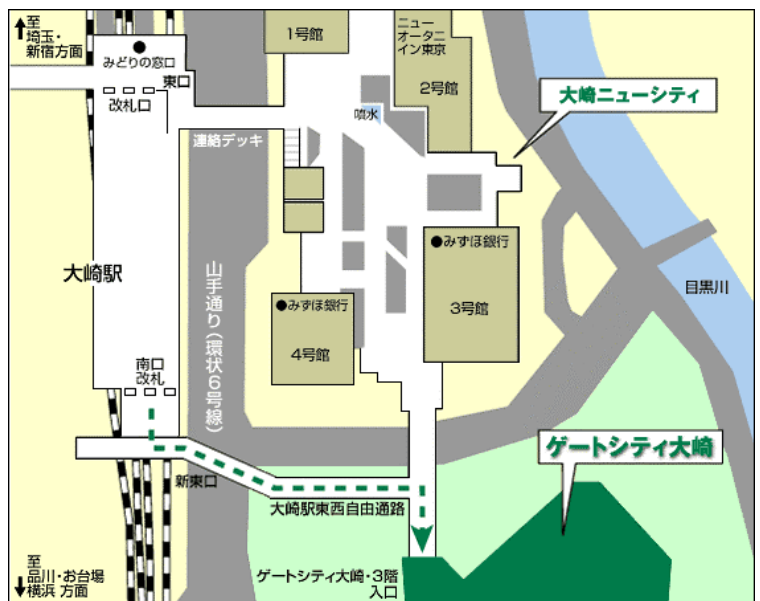 至
埼玉・
新宿方面
みどりの窓口
東口
改札口
1号館
ニュー
オータニ
イン東京
2号館
噴水
大崎ニューシティ
連絡デッキ
大崎駅
山手通り(環状6号線)
みずほ銀行
3号館
みずほ銀行
4号館
目黒川
南口
改札
新東口
大崎駅東西自由通路
ゲートシティ大崎
ゲートシティ大崎・3階
入口
至
品川・お台場
横浜 方面